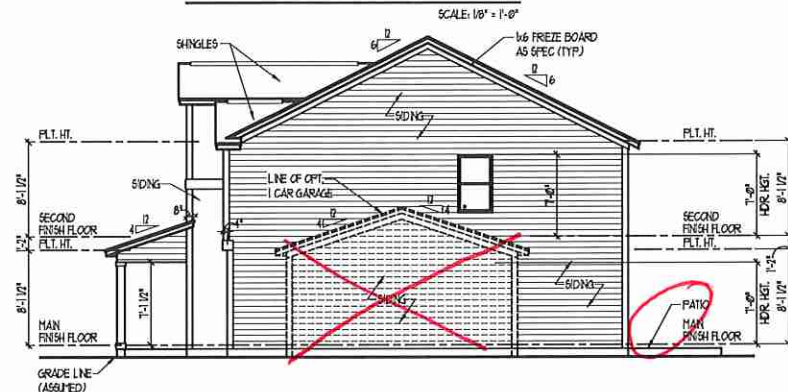 SCALE: 1/8" = 1'-0"
12
6
SHINGLES
1x6 FREEZE BOARD
AS SPEC (TYP.)
12
6
SIDING
PLT. HT.
PLT. HT.
8'-1 1/2"
SIDING
LINE OF OPT.
1 CAR GARAGE
7'-0"
7'-0"
HDR. HGT.
8'-1 1/2"
8"
4"
12
4
12
4
12
4
SECOND
FINISH FLOOR
SECOND
FINISH FLOOR
PLT. HT.
PLT. HT.
1'-2"
1'-2"
8'-1 1/2"
7'-1 1/2"
SIDING
SIDING
7'-0"
HDR. HGT.
8'-1 1/2"
PATIO
MAIN
FINISH FLOOR
MAIN
FINISH FLOOR
GRADE LINE
(ASSUMED)